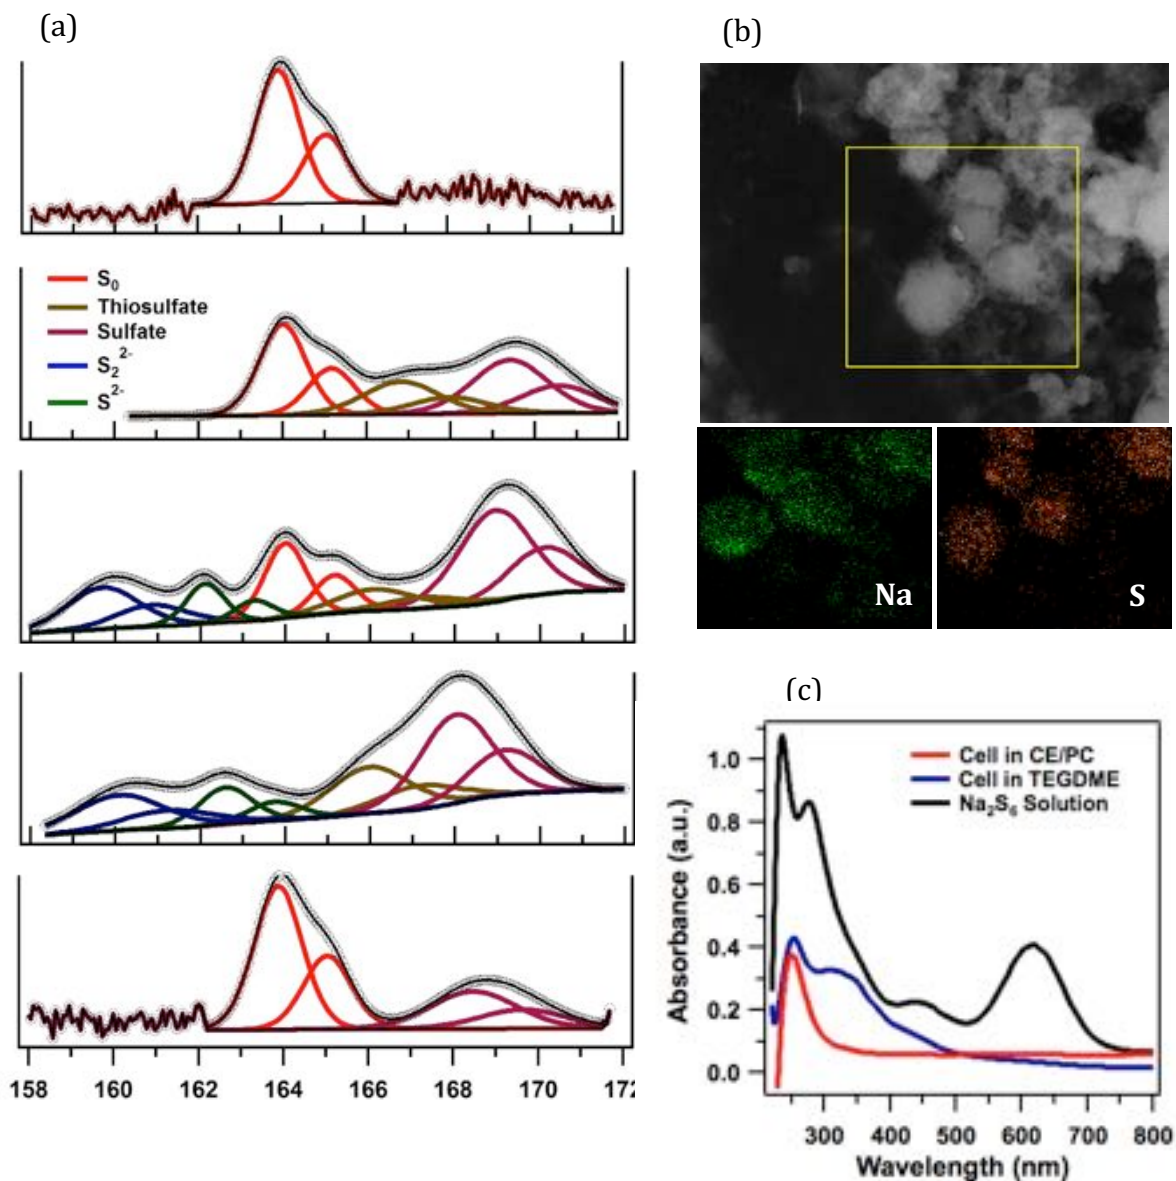 (a)
S₀
Thiosulfate
Sulfate
S₂²⁻
S²⁻
158 160 162 164 166 168 170 172
(b)
Na
S
(c)
1.0
0.8
0.6
0.4
0.2
0.0
Absorbance (a.u.)
Cell in CE/PC
Cell in TEGDME
Na₂S₆ Solution
300 400 500 600 700 800
Wavelength (nm)